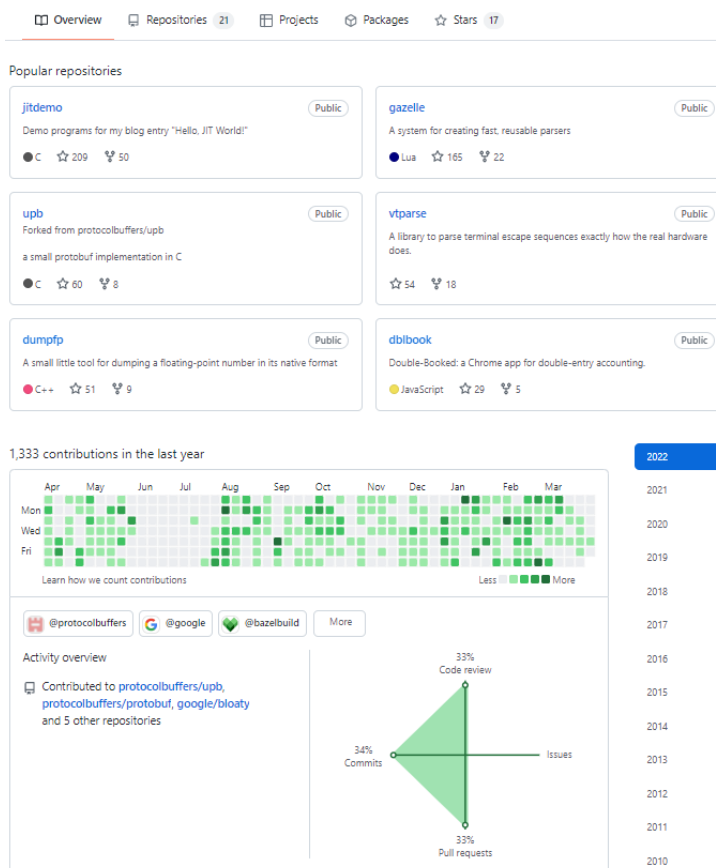 Overview Repositories 21 Projects Packages Stars 17
Popular repositories
jitdemo Public
Demo programs for my blog entry "Hello, JIT World!"
C 209 50
gazelle Public
A system for creating fast, reusable parsers
Lua 165 22
upb Public
Forked from protocolbuffers/upb
a small protobuf implementation in C
C 60 8
vtparse Public
A library to parse terminal escape sequences exactly how the real hardware
does.
54 18
dumpfp Public
A small little tool for dumping a floating-point number in its native format
C++ 51 9
dblbook Public
Double-Booked: a Chrome app for double-entry accounting.
JavaScript 29 5
1,333 contributions in the last year
Apr May Jun Jul Aug Sep Oct Nov Dec Jan Feb Mar
Mon
Wed
Fri
Learn how we count contributions
Less More
@protocolbuffers @google @bazelbuild More
Activity overview
Contributed to protocolbuffers/upb,
protocolbuffers/protobuf, google/bloaty
and 5 other repositories
33%
Code review
34%
Commits
Issues
33%
Pull requests
2022
2021
2020
2019
2018
2017
2016
2015
2014
2013
2012
2011
2010